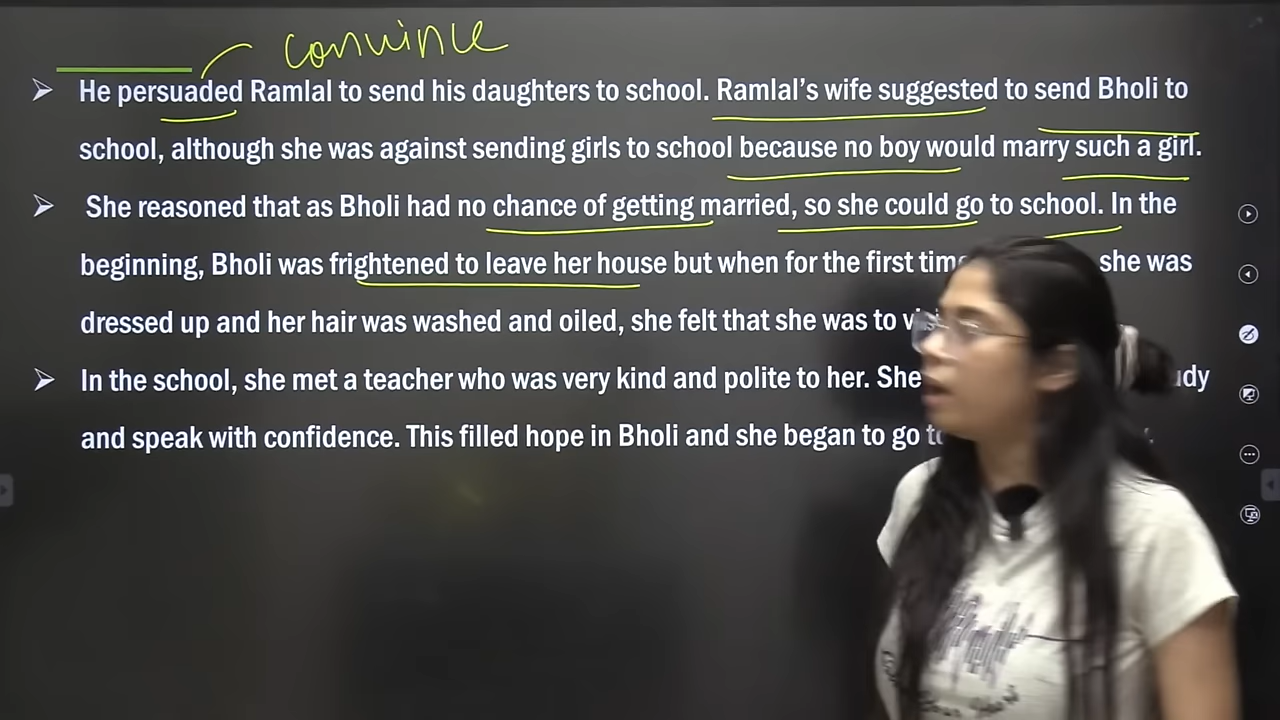 convince
He persuaded Ramlal to send his daughters to school. Ramlal's wife suggested to send Bholi to
school, although she was against sending girls to school because no boy would marry such a girl.
She reasoned that as Bholi had no chance of getting married, so she could go to school. In the
beginning, Bholi was frightened to leave her house but when for the first she was
dressed up and her hair was washed and oiled, she felt that she was to
In the school, she met a teacher who was very kind and polite to her. She
and speak with confidence. This filled hope in Bholi and she began to go